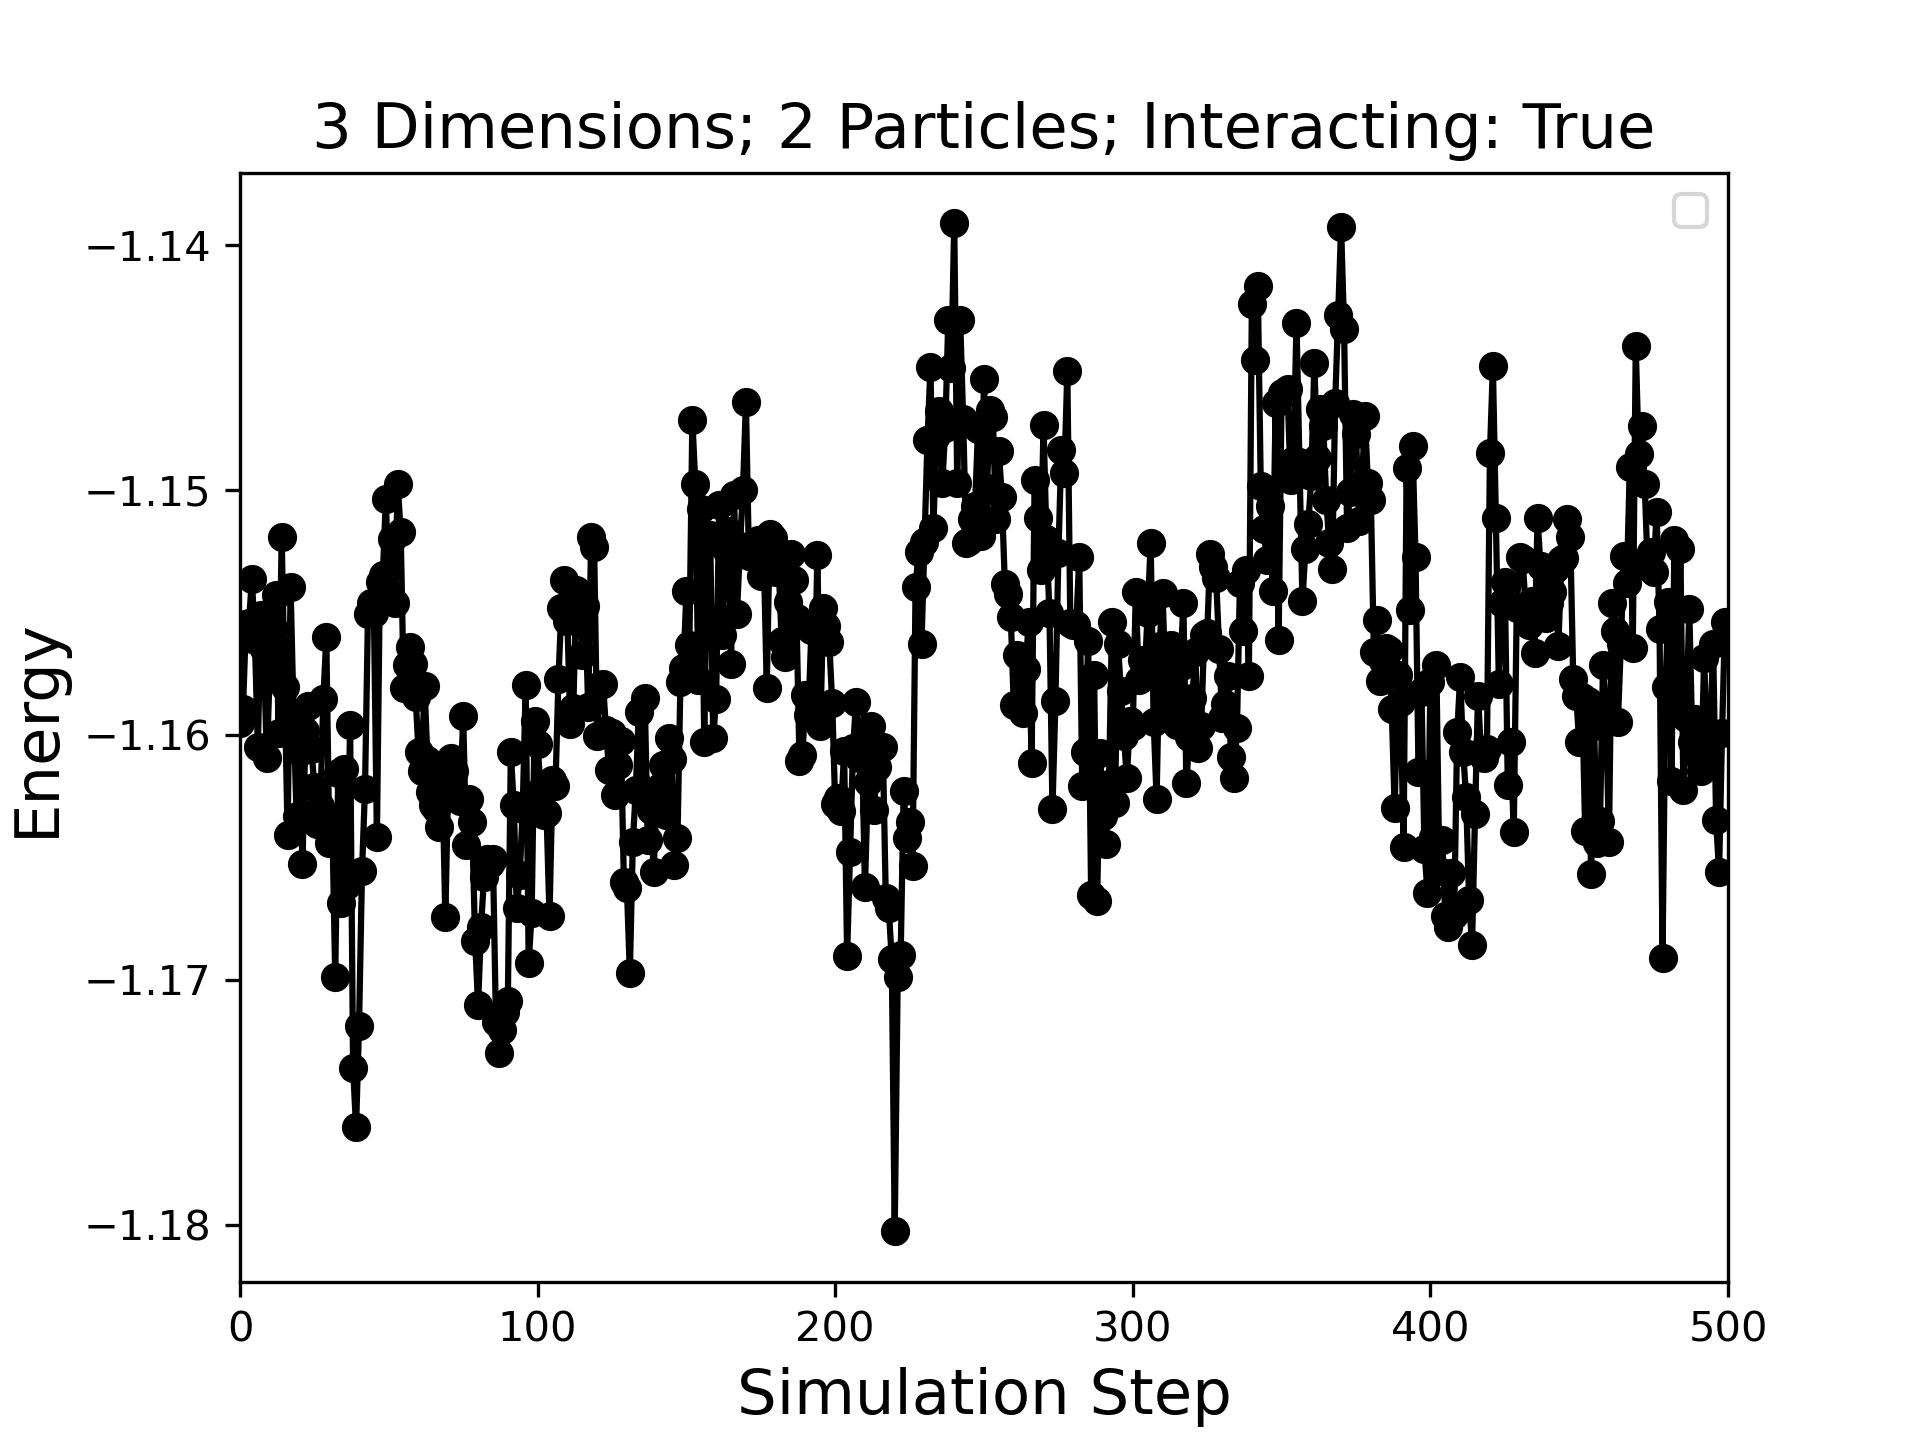 3 Dimensions; 2 Particles; Interacting: True
−1.14
−1.15
−1.16
−1.17
−1.18
Energy
0 100 200 300 400 500
Simulation Step